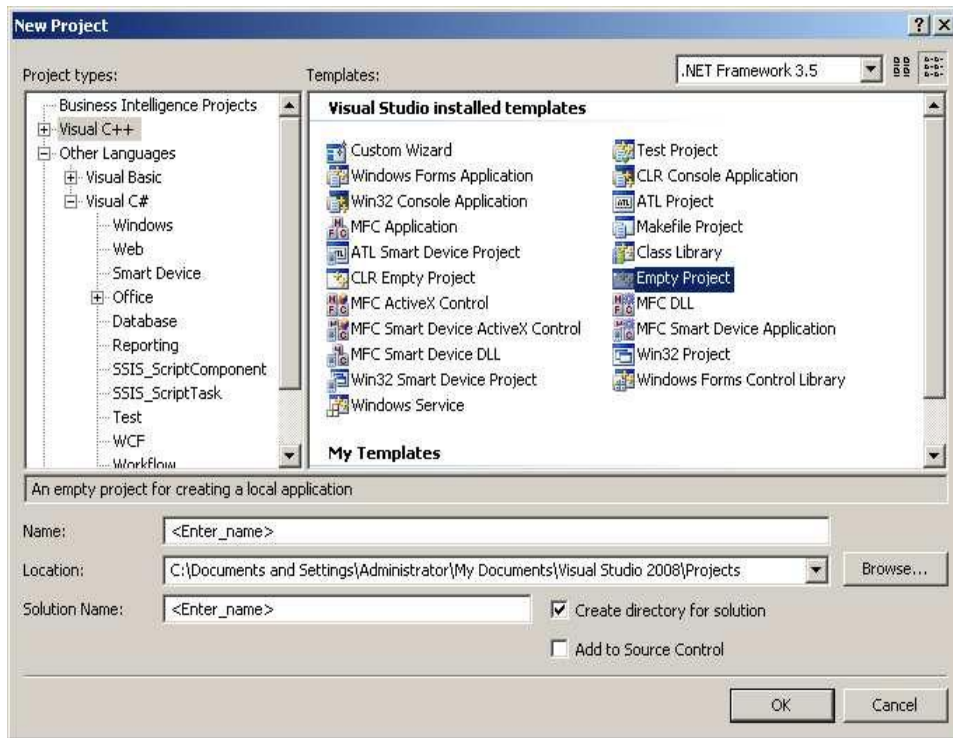 New Project
Project types:
Templates:
.NET Framework 3.5
Business Intelligence Projects
Visual C++
Other Languages
Visual Basic
Visual C#
Windows
Web
Smart Device
Office
Database
Reporting
SSIS_ScriptComponent
SSIS_ScriptTask
Test
WCF
Workflow
Visual Studio installed templates
Custom Wizard
Windows Forms Application
Win32 Console Application
MFC Application
ATL Smart Device Project
CLR Empty Project
MFC ActiveX Control
MFC Smart Device ActiveX Control
MFC Smart Device DLL
Win32 Smart Device Project
Windows Service
Test Project
CLR Console Application
ATL Project
Makefile Project
Class Library
Empty Project
MFC DLL
MFC Smart Device Application
Win32 Project
Windows Forms Control Library
My Templates
An empty project for creating a local application
Name:
<Enter_name>
Location:
C:\Documents and Settings\Administrator\My Documents\Visual Studio 2008\Projects
Browse...
Solution Name:
<Enter_name>
Create directory for solution
Add to Source Control
OK
Cancel